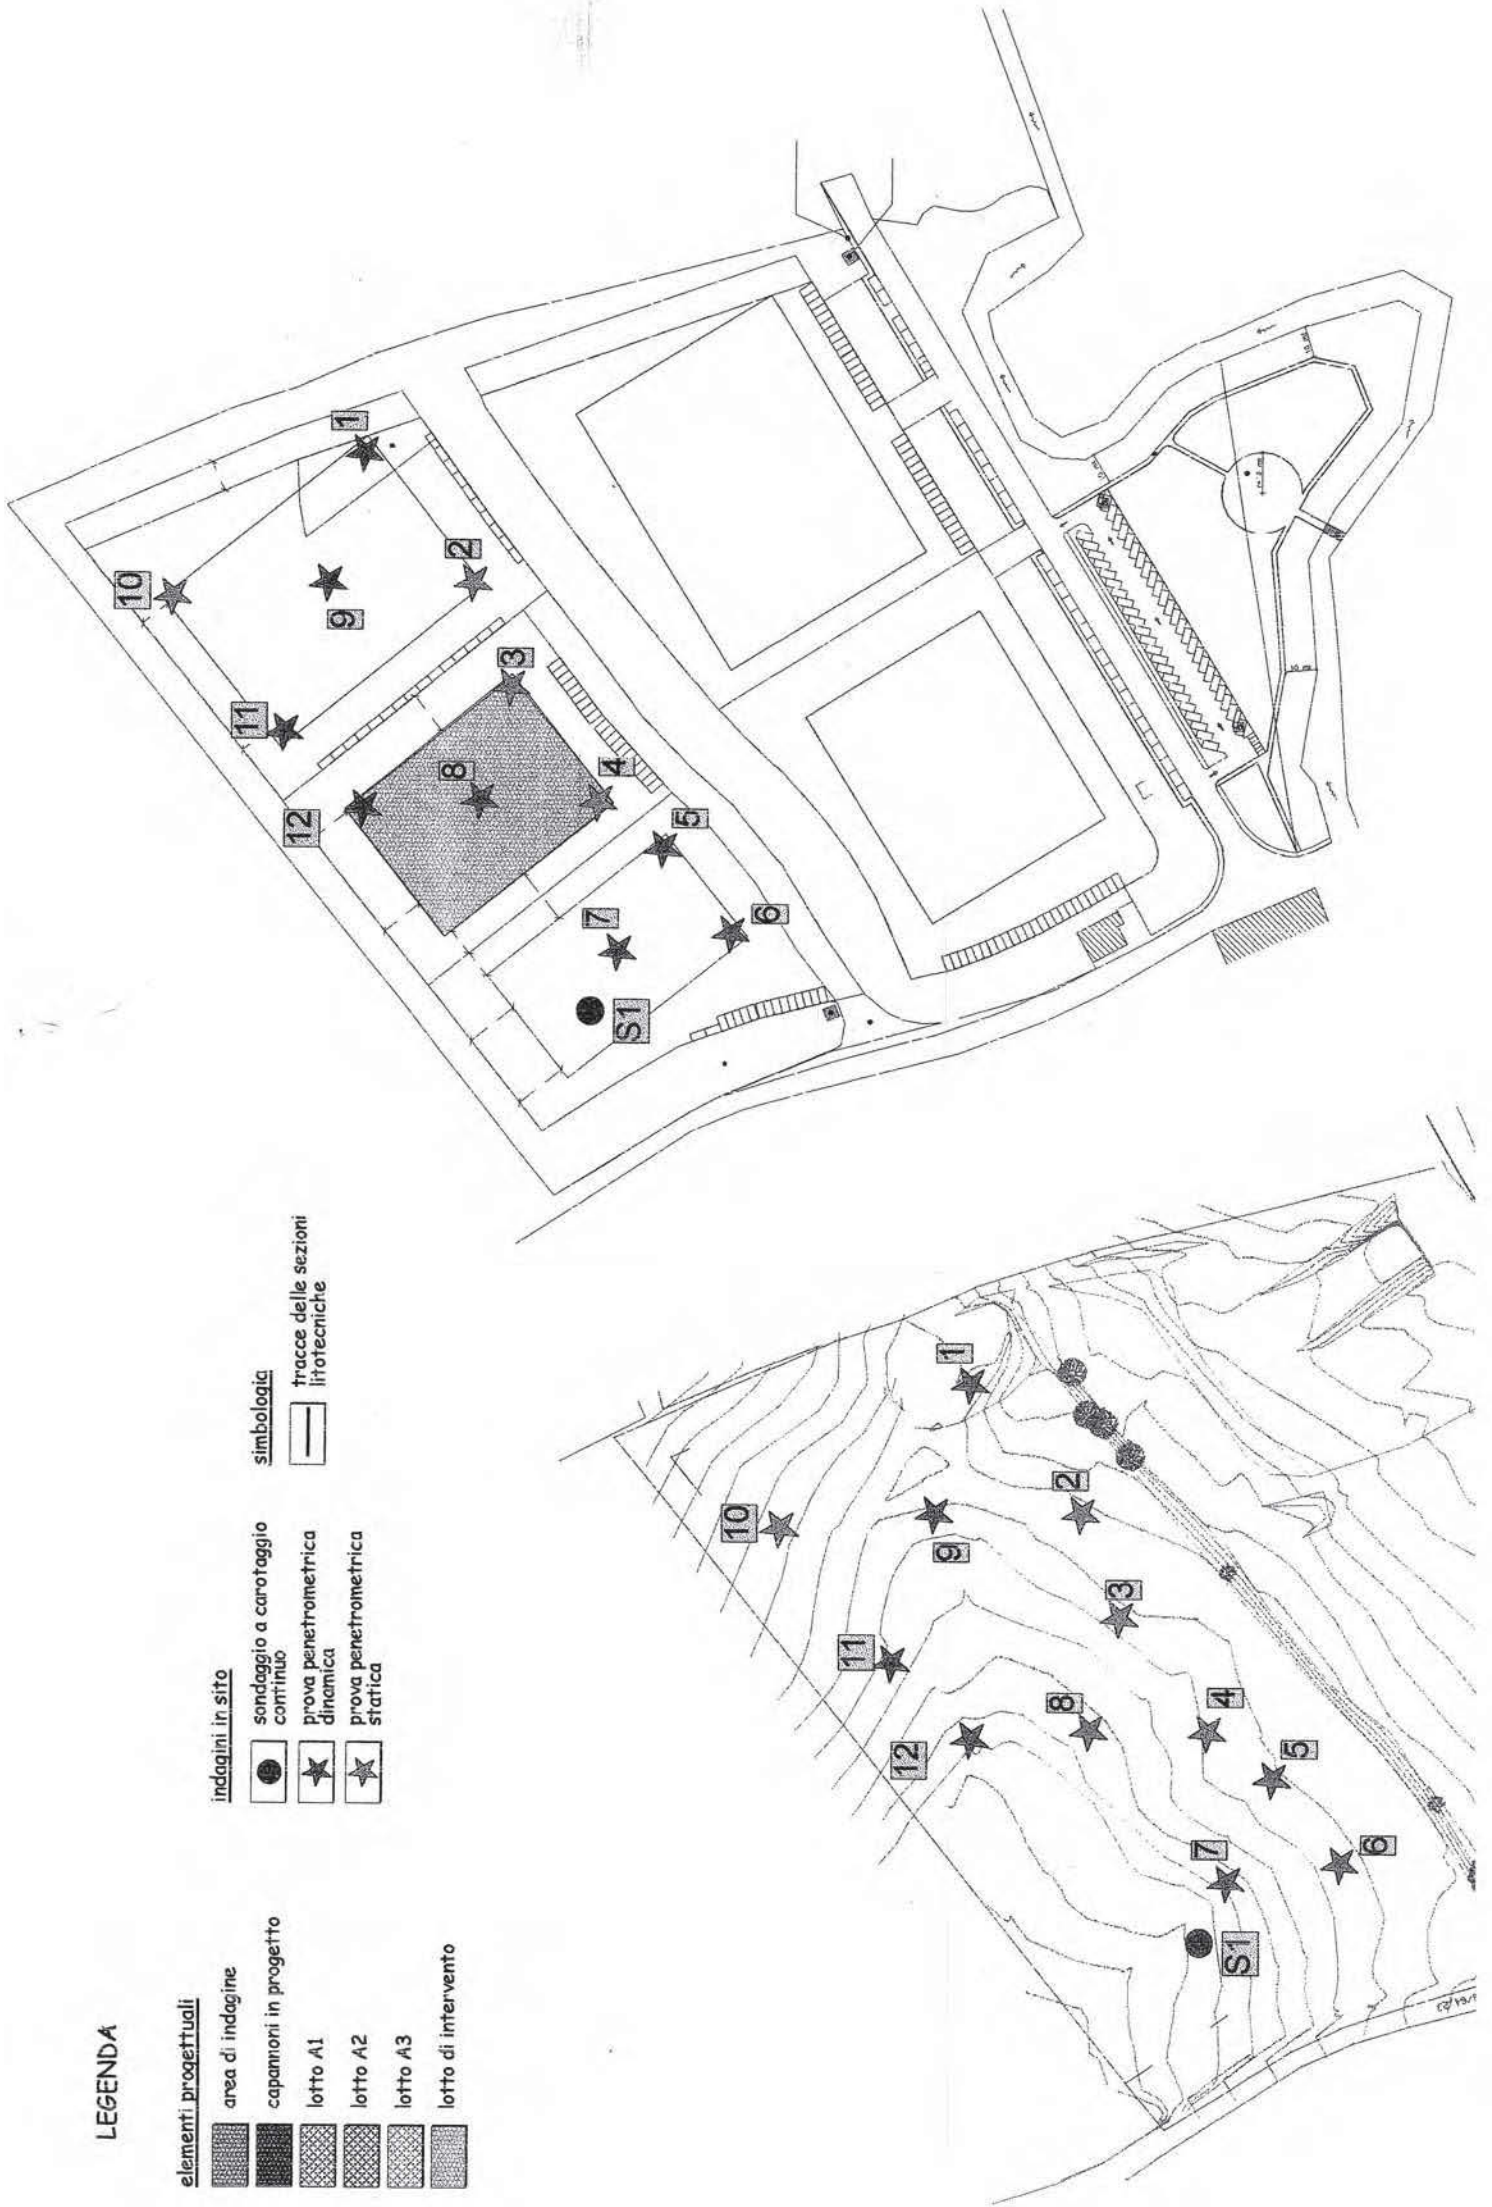 LEGENDA
elementi progettuali
area di indagine
capannoni in progetto
lotto A1
lotto A2
lotto A3
lotto di intervento
indagini in sito
sondaggio a carotaggio
continuo
prova penetrometrica
dinamica
prova penetrometrica
statica
simbologia
tracce delle sezioni
litotecniche
10
1
9
2
11
3
8
12
4
5
7
6
S1
10 m
10 m
10 m
1
10
2
9
3
11
8
4
12
5
7
6
S1